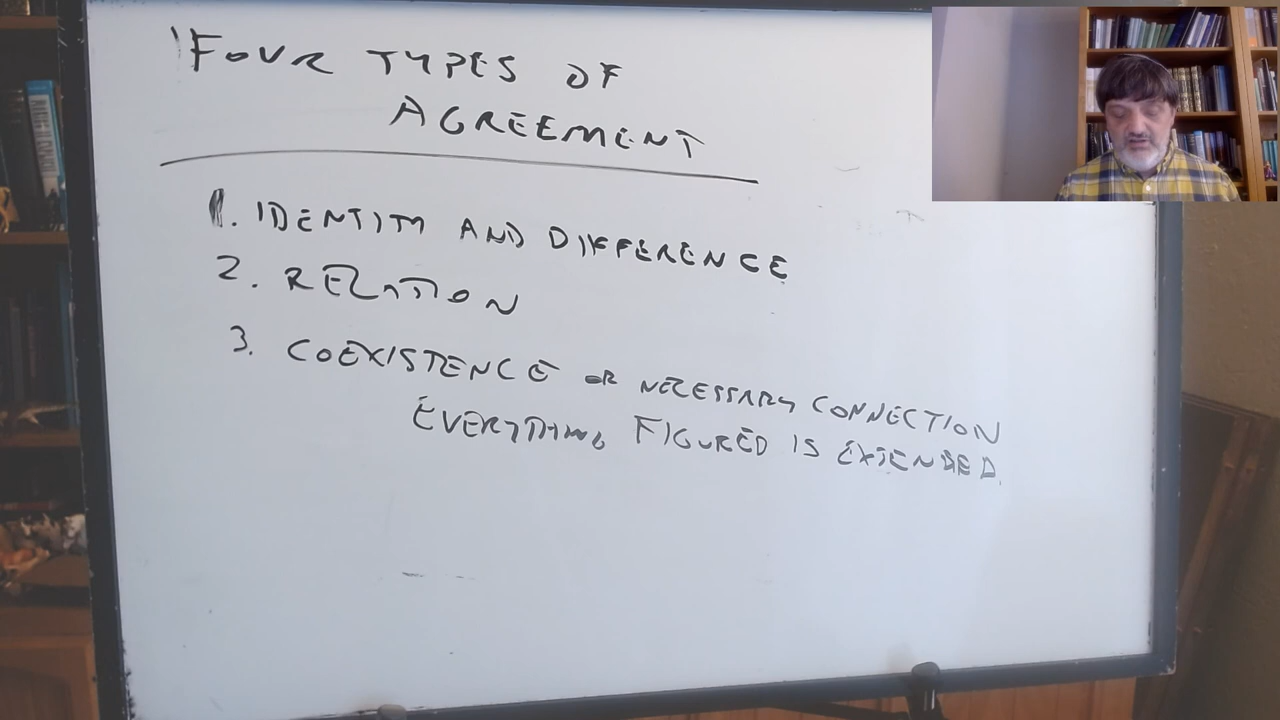 FOUR TYPES OF
AGREEMENT
1. IDENTITY AND DIFFERENCE
2. RELATION
3. COEXISTENCE OR NECESSARY CONNECTION
EVERYTHING FIGURED IS EXTENDED.